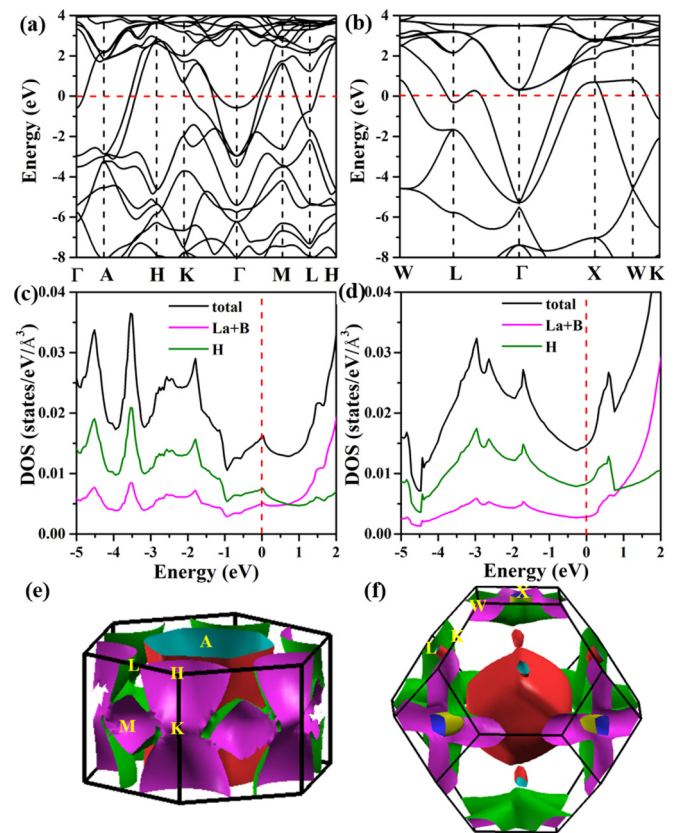 (a)
4
2
0
-2
-4
-6
-8
Energy (eV)
Γ A H K Γ M L H
(b)
4
2
0
-2
-4
-6
-8
Energy (eV)
W L Γ X W K
(c)
0.04
0.03
0.02
0.01
0.00
DOS (states/eV/Å³)
total
La+B
H
-5 -4 -3 -2 -1 0 1 2
Energy (eV)
(d)
0.04
0.03
0.02
0.01
0.00
DOS (states/eV/Å³)
total
La+B
H
-5 -4 -3 -2 -1 0 1 2
Energy (eV)
(e)
A
L
H
M
K
(f)
X
W
K
L